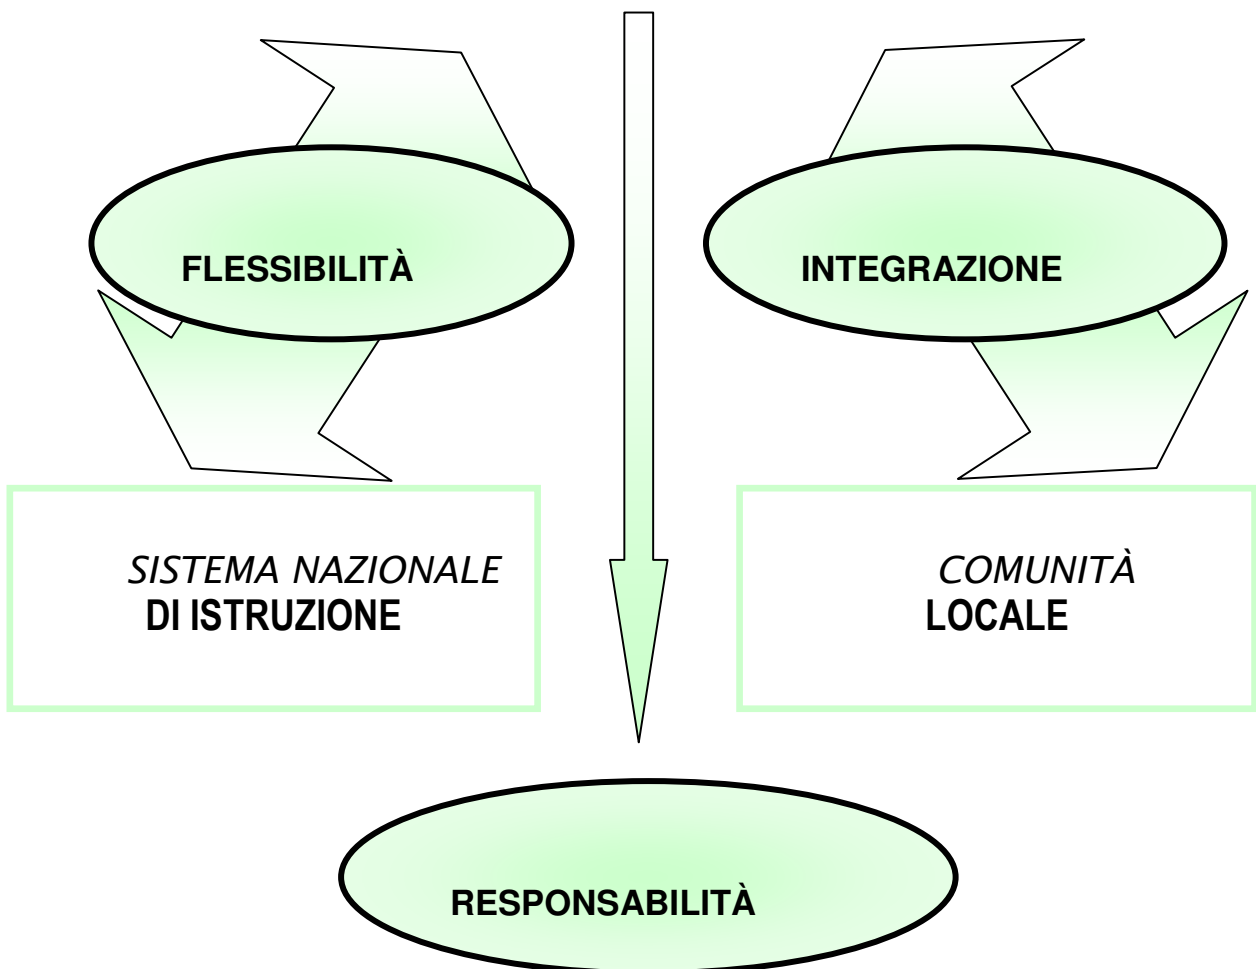 FLESSIBILITÀ
INTEGRAZIONE
SISTEMA NAZIONALE
DI ISTRUZIONE
COMUNITÀ
LOCALE
RESPONSABILITÀ